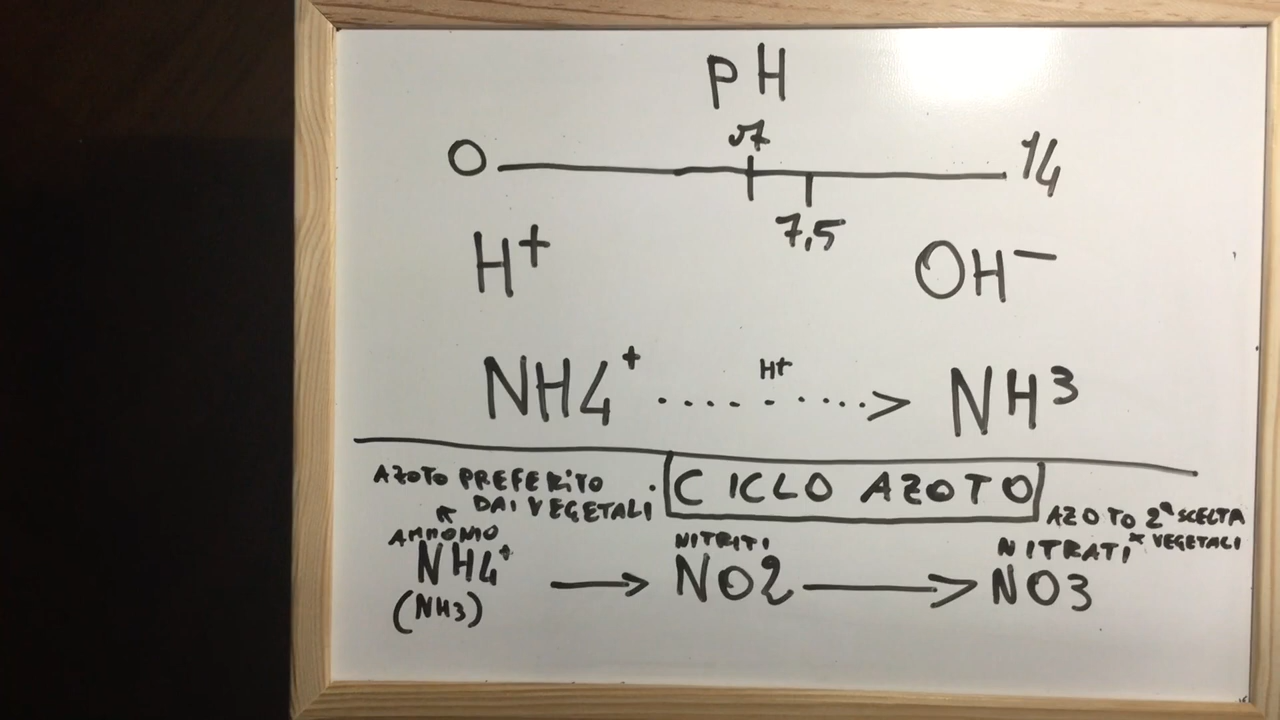 pH
7
0 14
7,5
H+ OH-
NH4+ ........> NH3
H+
AZOTO PREFERITO
DAI VEGETALI
CICLO AZOTO
AZOTO 2ª SCELTA
VEGETALI
AMMONIO NITRITI NITRATI
NH4+ → NO2 → NO3
(NH3)